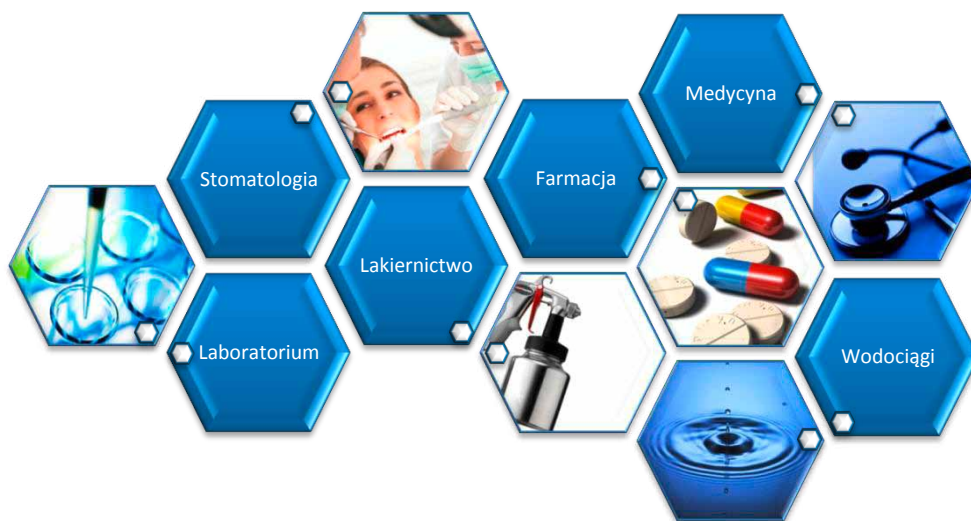 Medycyna
Stomatologia
Farmacja
Lakiernictwo
Laboratorium
Wodociągi